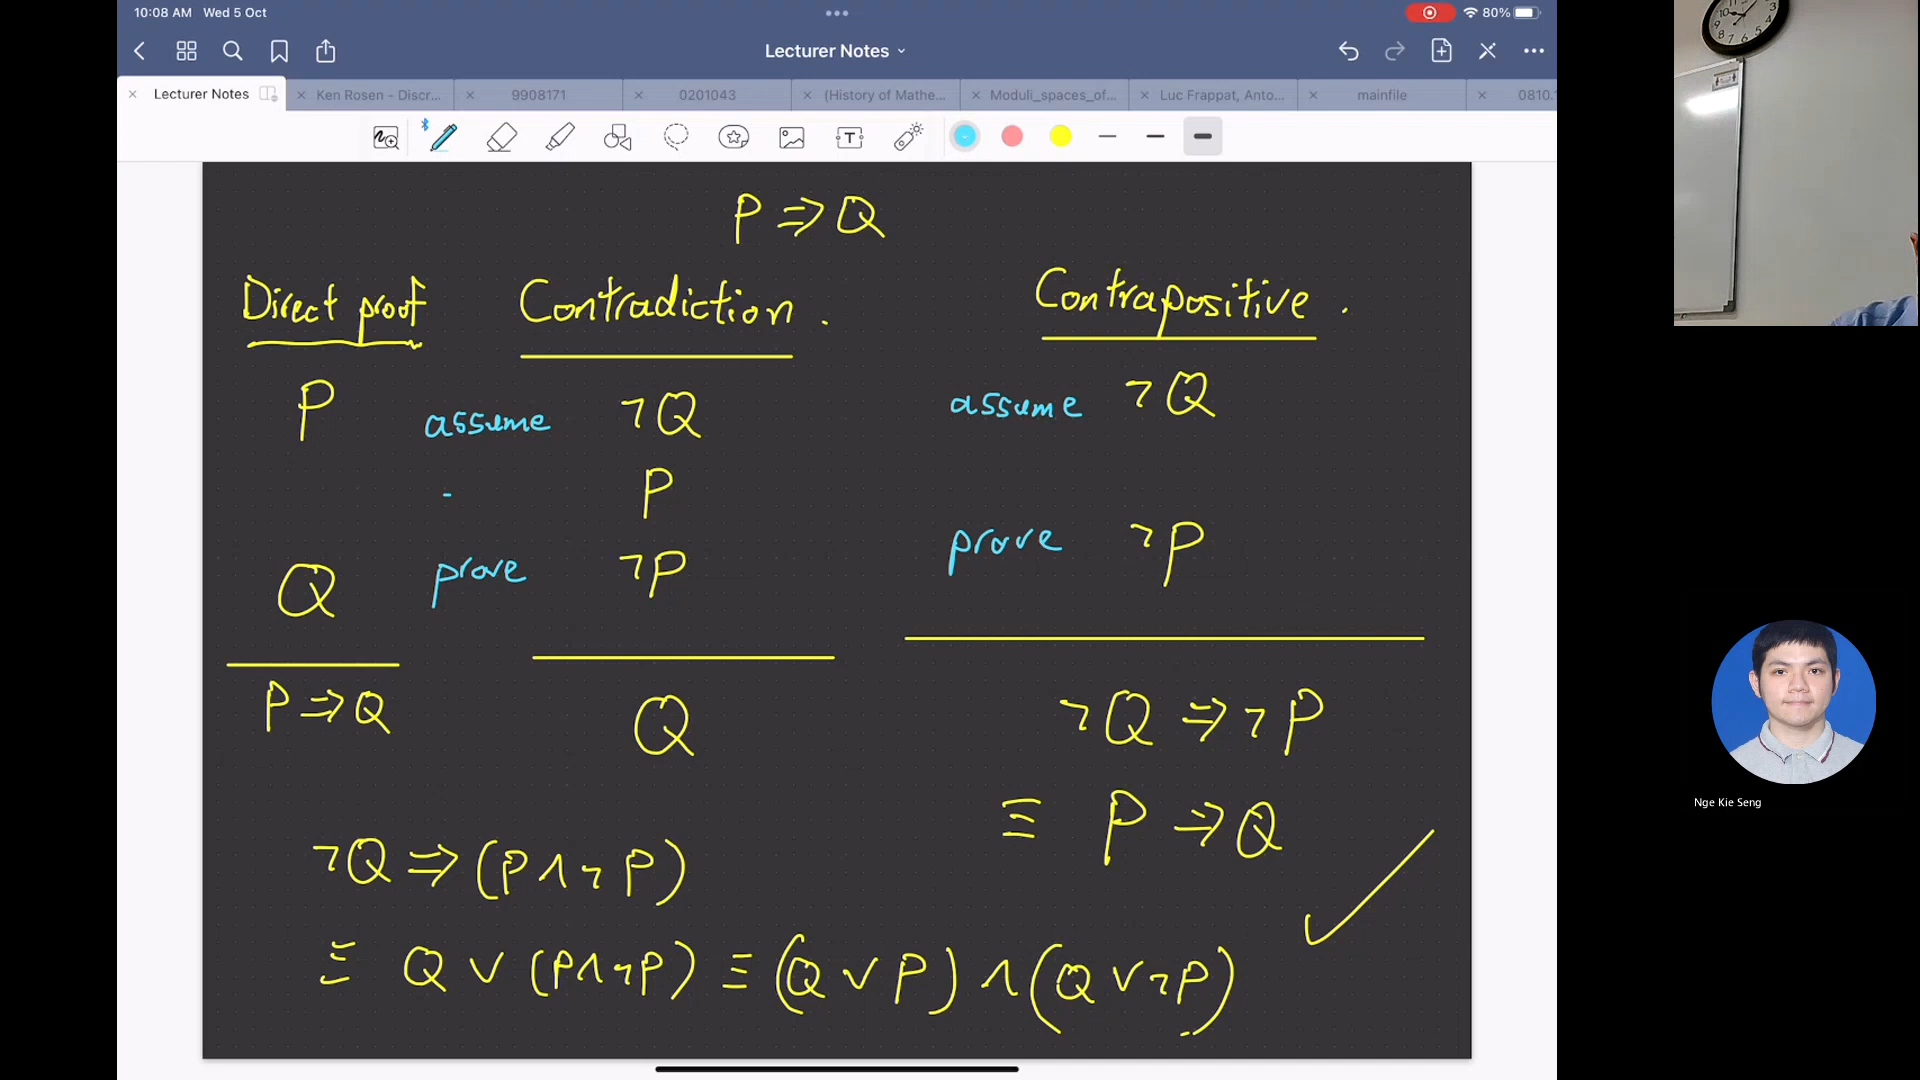 10:08 AM Wed 5 Oct
80%
Lecturer Notes
Lecturer Notes
Ken Rosen - Discr...
9908171
0201043
(History of Mathe...
Moduli_spaces_of...
Luc Frappat, Anto...
mainfile
0810.
P ⇒ Q
Direct proof
Contradiction.
Contrapositive.
P
assume ¬Q
assume ¬Q
P
Q
prove ¬P
prove ¬P
P ⇒ Q
Q
¬Q ⇒ ¬P
≡ P ⇒ Q
¬Q ⇒ (P ∧ ¬P)
≡ Q ∨ (P ∧ ¬P) ≡ (Q ∨ P) ∧ (Q ∨ ¬P)
Nge Kie Seng